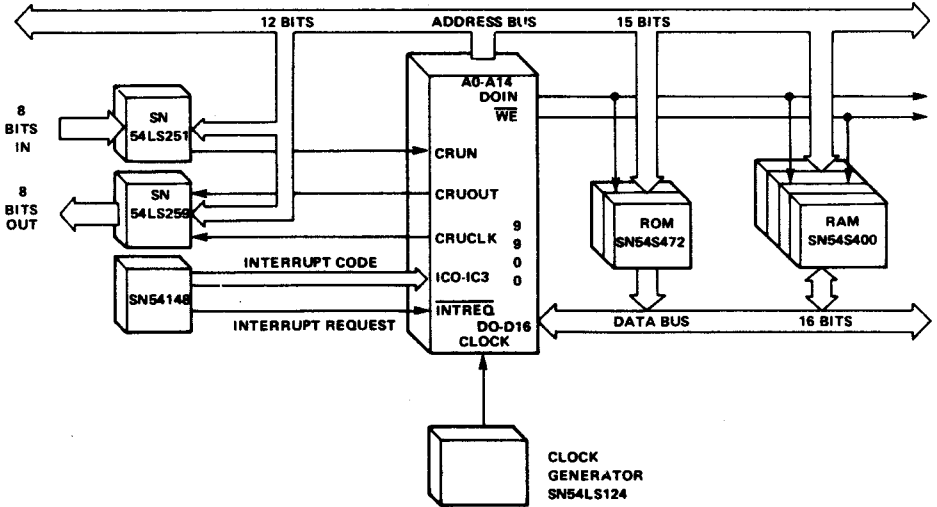 12 BITS
ADDRESS BUS
15 BITS
8
BITS
IN
SN
54LS251
A0-A14
DOIN
WE
CRUN
8
BITS
OUT
SN
54LS259
CRUOUT
CRUCLK
9
9
0
0
ROM
SN54S472
RAM
SN54S400
SN54148
INTERRUPT CODE
ICO-IC3
INTERRUPT REQUEST
INTREQ
DO-D16
CLOCK
DATA BUS
16 BITS
CLOCK
GENERATOR
SN54LS124